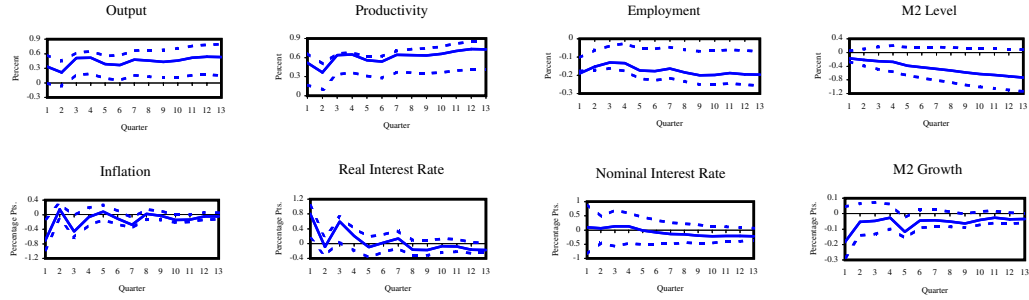 Output
Percent
0.9
0.6
0.3
0
-0.3
1 2 3 4 5 6 7 8 9 10 11 12 13
Quarter
Productivity
Percent
0.9
0.6
0.3
0
1 2 3 4 5 6 7 8 9 10 11 12 13
Quarter
Employment
Percent
0
-0.1
-0.2
-0.3
1 2 3 4 5 6 7 8 9 10 11 12 13
Quarter
M2 Level
Percent
0.4
0
-0.4
-0.8
-1.2
1 2 3 4 5 6 7 8 9 10 11 12 13
Quarter
Inflation
Percentage Pts.
0.4
0
-0.4
-0.8
-1.2
1 2 3 4 5 6 7 8 9 10 11 12 13
Quarter
Real Interest Rate
Percentage Pts.
1.2
0.8
0.4
0
-0.4
1 2 3 4 5 6 7 8 9 10 11 12 13
Quarter
Nominal Interest Rate
Percentage Pts.
1
0.5
0
-0.5
-1
1 2 3 4 5 6 7 8 9 10 11 12 13
Quarter
M2 Growth
Percentage Pts.
0.1
0
-0.1
-0.2
-0.3
1 2 3 4 5 6 7 8 9 10 11 12 13
Quarter